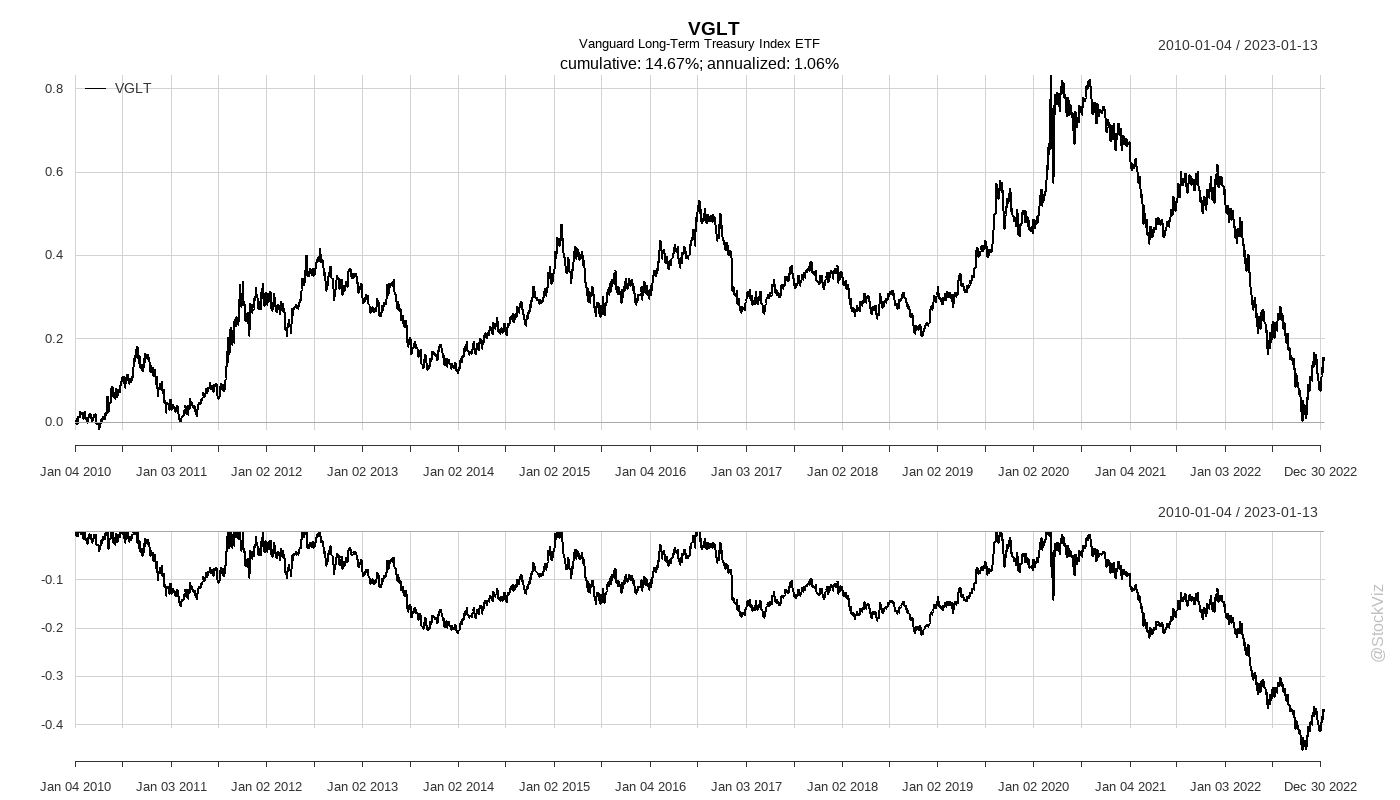 VGLT
Vanguard Long-Term Treasury Index ETF
2010-01-04 / 2023-01-13
cumulative: 14.67%; annualized: 1.06%
VGLT
0.8
0.6
0.4
0.2
0.0
Jan 04 2010 Jan 03 2011 Jan 02 2012 Jan 02 2013 Jan 02 2014 Jan 02 2015 Jan 04 2016 Jan 03 2017 Jan 02 2018 Jan 02 2019 Jan 02 2020 Jan 04 2021 Jan 03 2022 Dec 30 2022
2010-01-04 / 2023-01-13
-0.1
-0.2
-0.3
-0.4
@StockViz
Jan 04 2010 Jan 03 2011 Jan 02 2012 Jan 02 2013 Jan 02 2014 Jan 02 2015 Jan 04 2016 Jan 03 2017 Jan 02 2018 Jan 02 2019 Jan 02 2020 Jan 04 2021 Jan 03 2022 Dec 30 2022